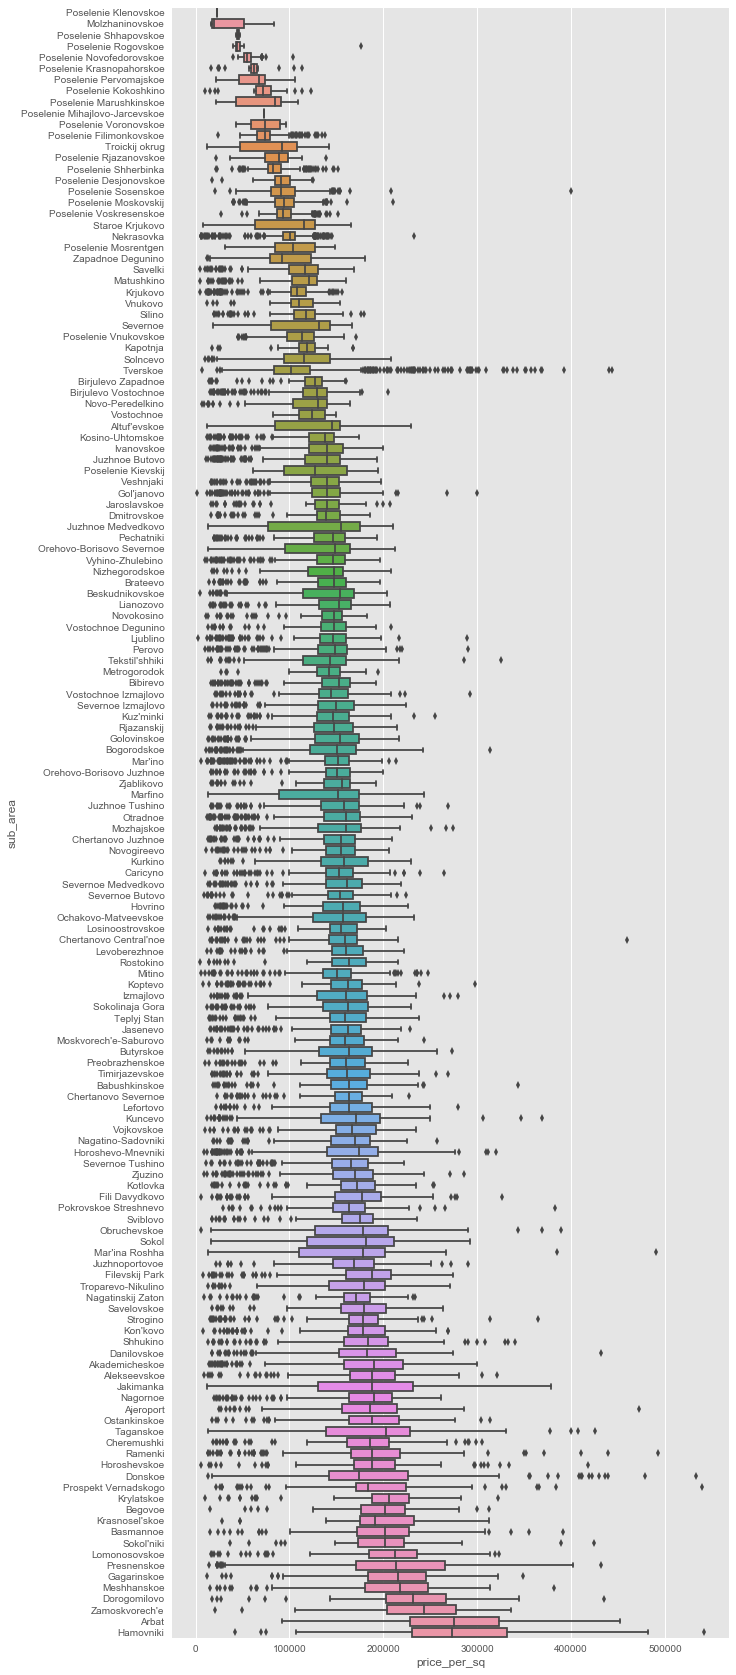 Poselenie Klenovskoe
Molzhaninovskoe
Poselenie Shhapovskoe
Poselenie Rogovskoe
Poselenie Novofedorovskoe
Poselenie Krasnopahorskoe
Poselenie Pervomajskoe
Poselenie Kokoshkino
Poselenie Marushkinskoe
Poselenie Mihajlovo-Jarcevskoe
Poselenie Voronovskoe
Poselenie Filimonkovskoe
Troickij okrug
Poselenie Rjazanovskoe
Poselenie Shherbinka
Poselenie Desjonovskoe
Poselenie Sosenskoe
Poselenie Moskovskij
Poselenie Voskresenskoe
Staroe Krjukovo
Nekrasovka
Poselenie Mosrentgen
Zapadnoe Degunino
Savelki
Matushkino
Krjukovo
Vnukovo
Silino
Severnoe
Poselenie Vnukovskoe
Kapotnja
Solncevo
Tverskoe
Birjulevo Zapadnoe
Birjulevo Vostochnoe
Novo-Peredelkino
Vostochnoe
Altuf'evskoe
Kosino-Uhtomskoe
Ivanovskoe
Juzhnoe Butovo
Poselenie Kievskij
Veshnjaki
Gol'janovo
Jaroslavskoe
Dmitrovskoe
Juzhnoe Medvedkovo
Pechatniki
Orehovo-Borisovo Severnoe
Vyhino-Zhulebino
Nizhegorodskoe
Brateevo
Beskudnikovskoe
Lianozovo
Novokosino
Vostochnoe Degunino
Ljublino
Perovo
Tekstil'shhiki
Metrogorodok
Bibirevo
Vostochnoe Izmajlovo
Severnoe Izmajlovo
Kuz'minki
Rjazanskij
Golovinskoe
Bogorodskoe
Mar'ino
Orehovo-Borisovo Juzhnoe
Zjablikovo
Marfino
Juzhnoe Tushino
Otradnoe
Mozhajskoe
Chertanovo Juzhnoe
Novogireevo
Kurkino
Caricyno
Severnoe Medvedkovo
Severnoe Butovo
Hovrino
Ochakovo-Matveevskoe
Losinoostrovskoe
Chertanovo Central'noe
Levoberezhnoe
Rostokino
Mitino
Koptevo
Izmajlovo
Sokolinaja Gora
Teplyj Stan
Jasenevo
Moskvorech'e-Saburovo
Butyrskoe
Preobrazhenskoe
Timirjazevskoe
Babushkinskoe
Chertanovo Severnoe
Lefortovo
Kuncevo
Vojkovskoe
Nagatino-Sadovniki
Horoshevo-Mnevniki
Severnoe Tushino
Zjuzino
Kotlovka
Fili Davydkovo
Pokrovskoe Streshnevo
Sviblovo
Obruchevskoe
Sokol
Mar'ina Roshha
Juzhnoportovoe
Filevskij Park
Troparevo-Nikulino
Nagatinskij Zaton
Savelovskoe
Strogino
Kon'kovo
Shhukino
Danilovskoe
Akademicheskoe
Alekseevskoe
Jakimanka
Nagornoe
Ajeroport
Ostankinskoe
Taganskoe
Cheremushki
Ramenki
Horoshevskoe
Donskoe
Prospekt Vernadskogo
Krylatskoe
Begovoe
Krasnosel'skoe
Basmannoe
Sokol'niki
Lomonosovskoe
Presnenskoe
Gagarinskoe
Meshhanskoe
Dorogomilovo
Zamoskvorech'e
Arbat
Hamovniki
sub_area
0 100000 200000 300000 400000 500000
price_per_sq